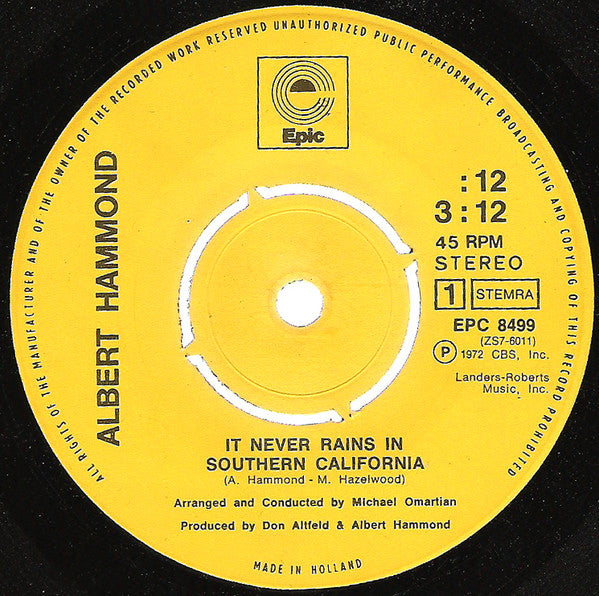 ALL RIGHTS OF THE MANUFACTURER AND OF THE OWNER OF THE RECORDED WORK RESERVED UNAUTHORIZED PUBLIC PERFORMANCE BROADCASTING AND COPYING OF THIS RECORD PROHIBITED
Epic
ALBERT HAMMOND
:12
3:12
45 RPM
STEREO
1 STEMRA
EPC 8499
(ZS7-6011)
Ⓟ 1972 CBS, Inc.
Landers-Roberts
Music, Inc.
IT NEVER RAINS IN
SOUTHERN CALIFORNIA
(A. Hammond - M. Hazelwood)
Arranged and Conducted by Michael Omartian
Produced by Don Altfeld & Albert Hammond
MADE IN HOLLAND